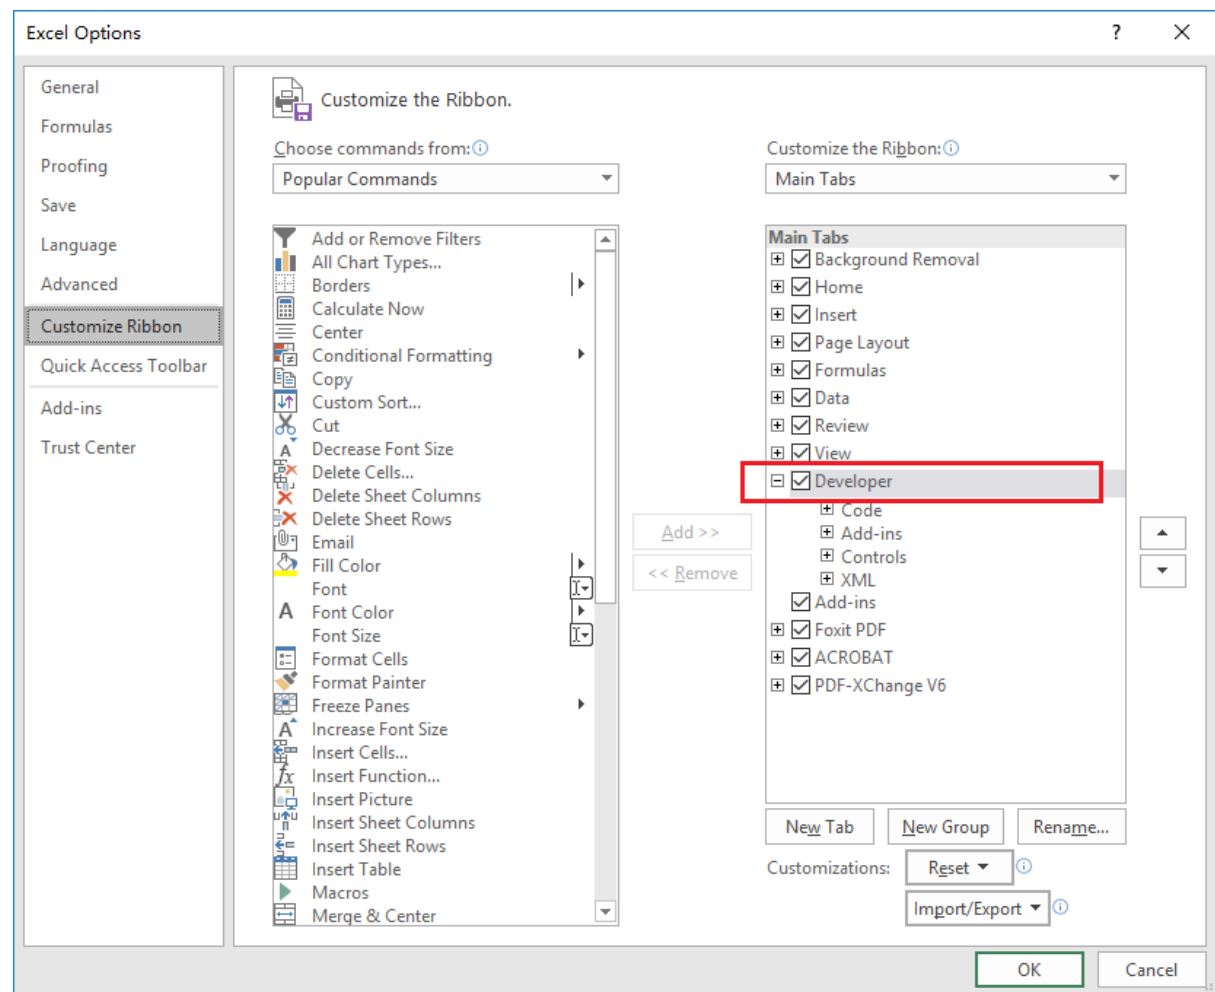 Excel Options
?
General
Formulas
Proofing
Save
Language
Advanced
Customize Ribbon
Quick Access Toolbar
Add-ins
Trust Center
Customize the Ribbon.
Choose commands from:
Popular Commands
Add or Remove Filters
All Chart Types...
Borders
Calculate Now
Center
Conditional Formatting
Copy
Custom Sort...
Cut
Decrease Font Size
Delete Cells...
Delete Sheet Columns
Delete Sheet Rows
Email
Fill Color
Font
Font Color
Font Size
Format Cells
Format Painter
Freeze Panes
Increase Font Size
Insert Cells...
Insert Function...
Insert Picture
Insert Sheet Columns
Insert Sheet Rows
Insert Table
Macros
Merge & Center
Add >>
<< Remove
Customize the Ribbon:
Main Tabs
Main Tabs
Background Removal
Home
Insert
Page Layout
Formulas
Data
Review
View
Developer
Code
Add-ins
Controls
XML
Add-ins
Foxit PDF
ACROBAT
PDF-XChange V6
New Tab
New Group
Rename...
Customizations:
Reset
Import/Export
OK
Cancel